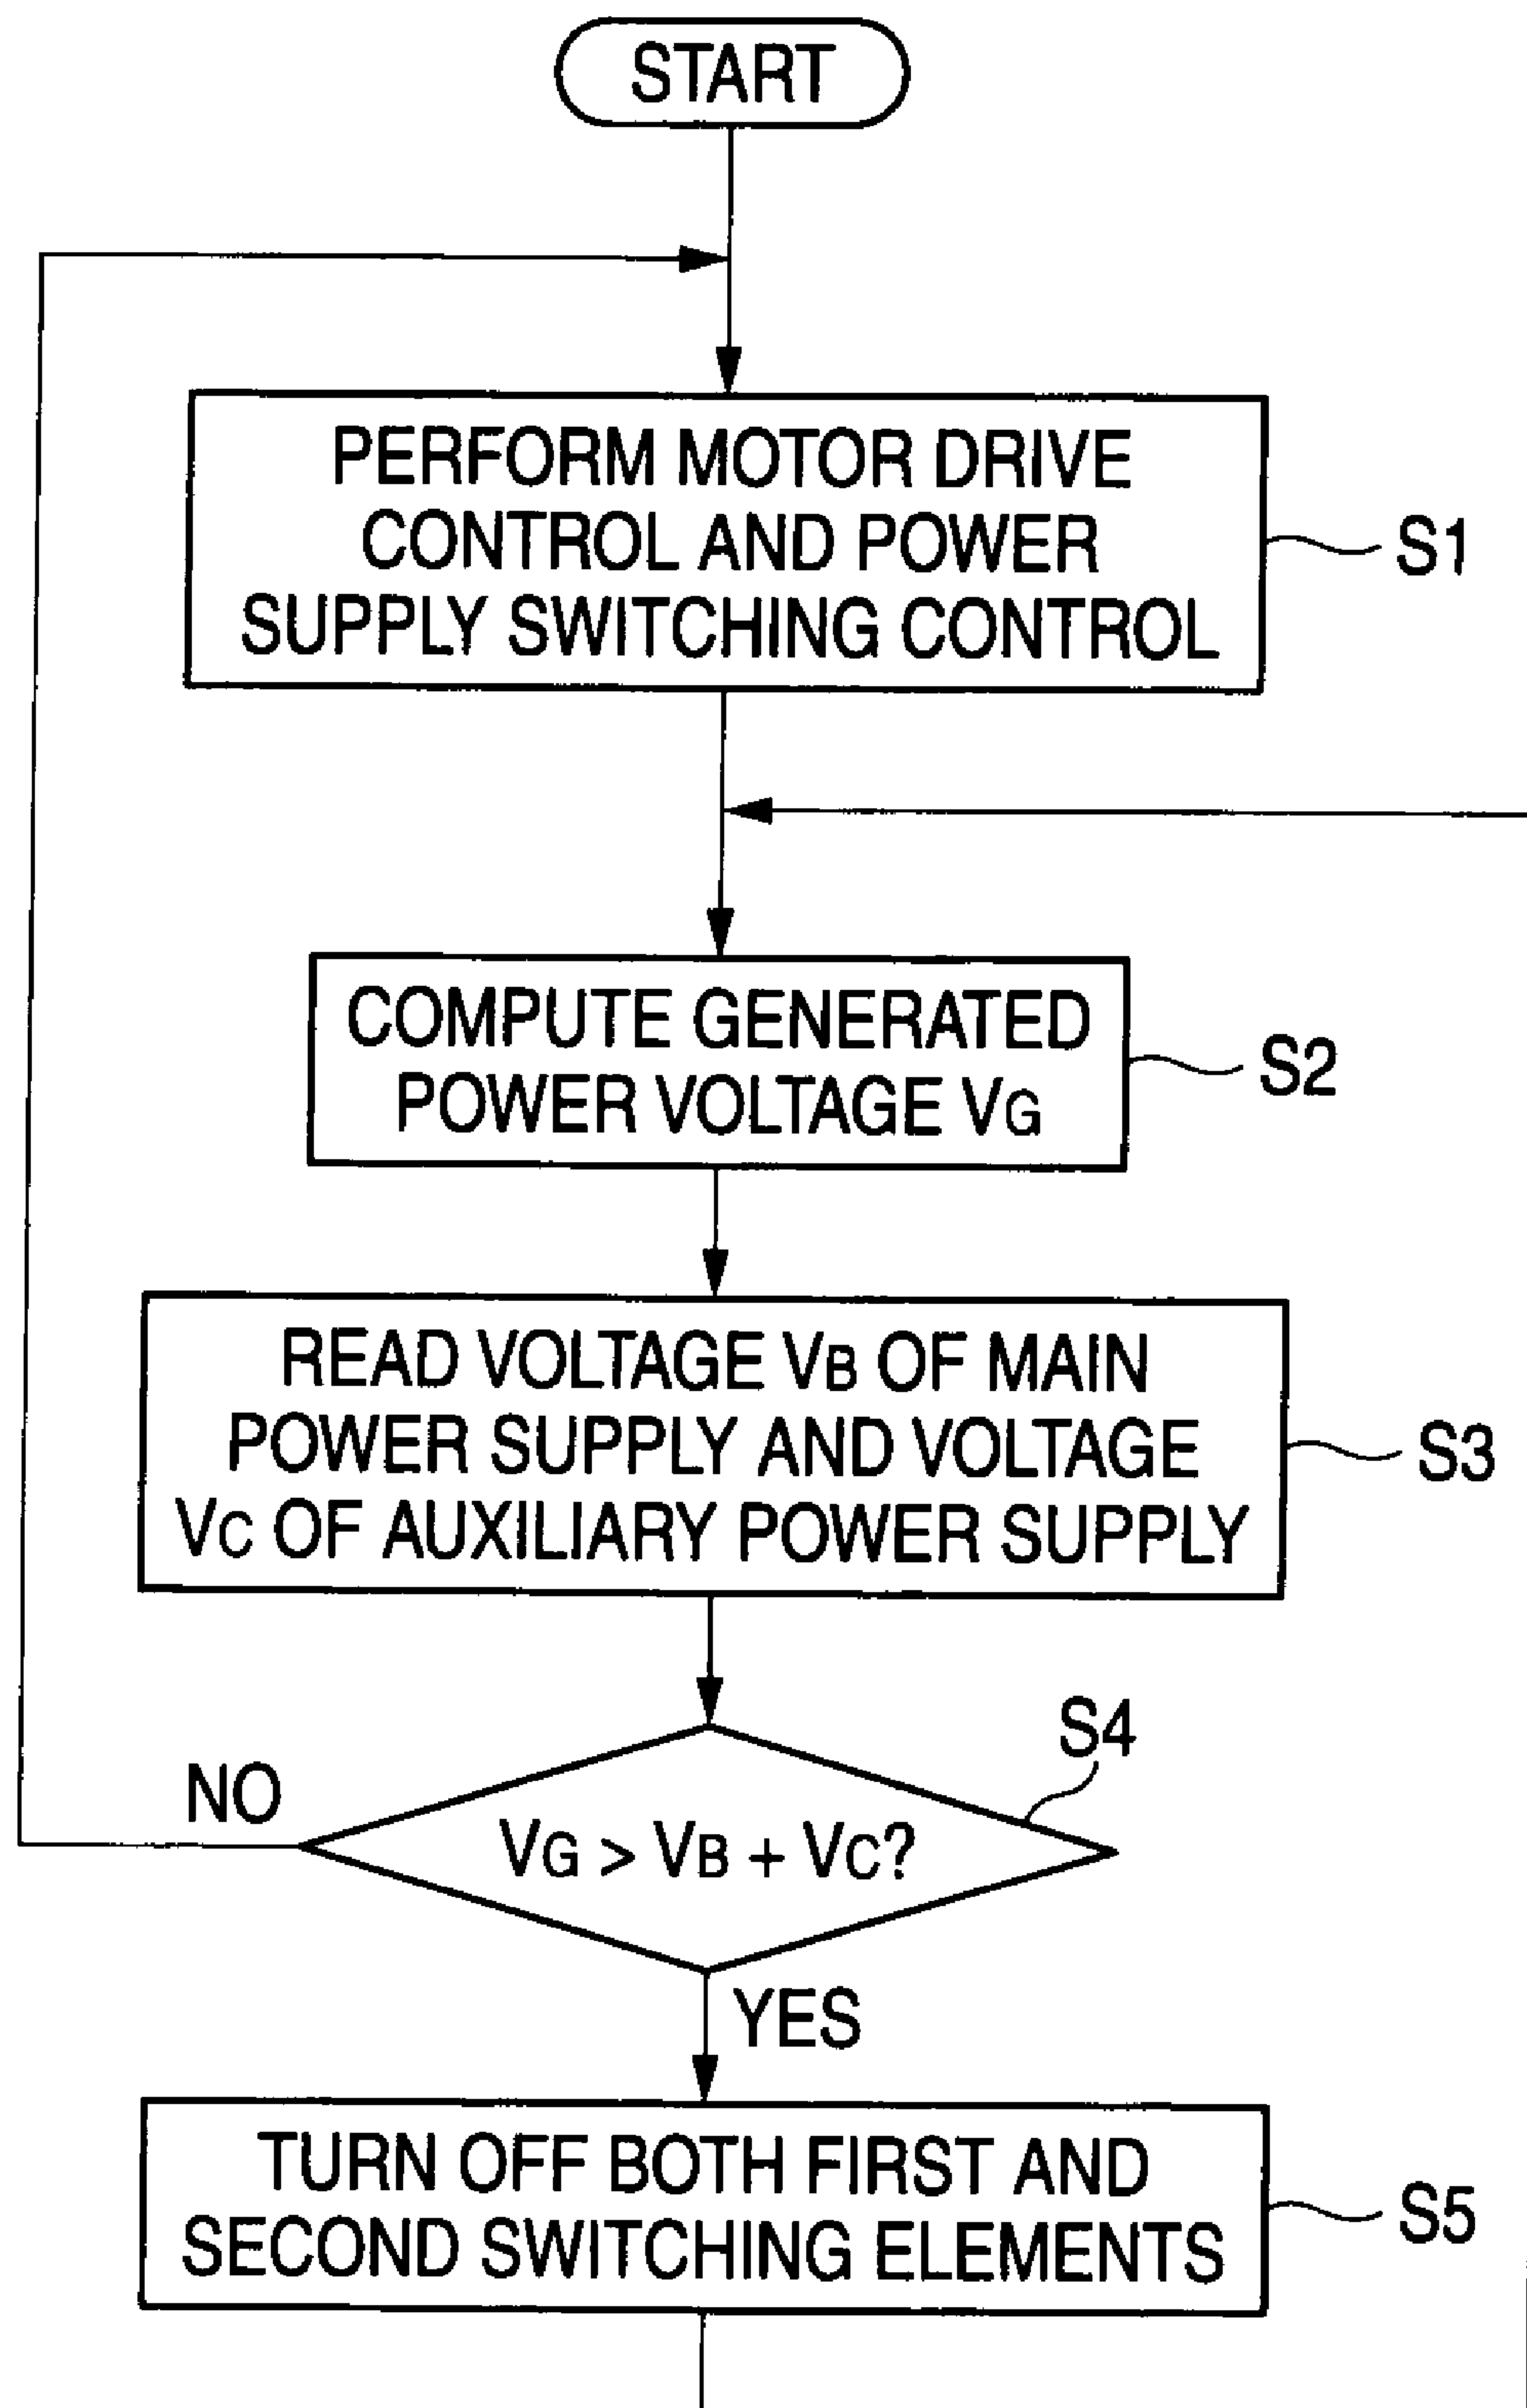 START
PERFORM MOTOR DRIVE
CONTROL AND POWER
SUPPLY SWITCHING CONTROL
S1
COMPUTE GENERATED
POWER VOLTAGE VG
S2
READ VOLTAGE VB OF MAIN
POWER SUPPLY AND VOLTAGE
VC OF AUXILIARY POWER SUPPLY
S3
S4
NO
VG > VB + VC?
YES
TURN OFF BOTH FIRST AND
SECOND SWITCHING ELEMENTS
S5